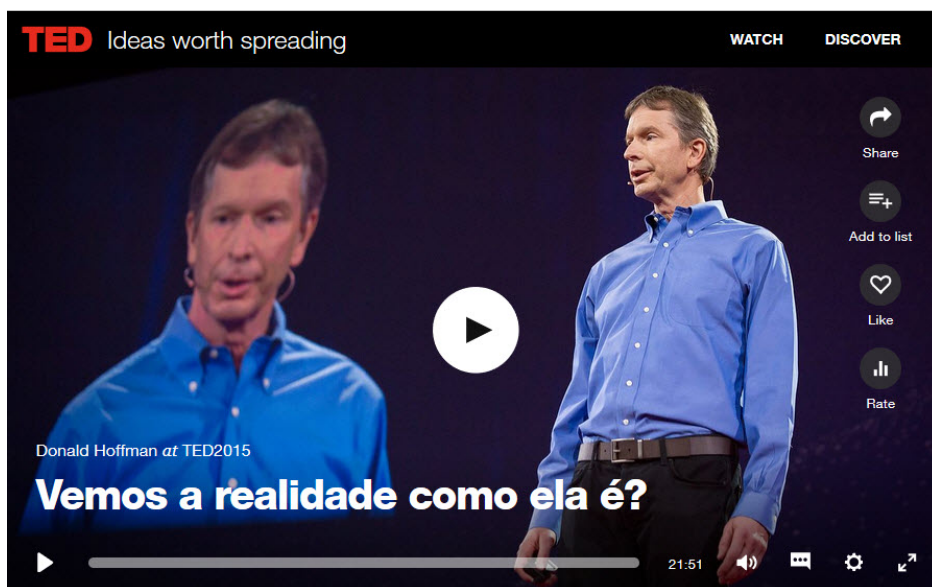 TED Ideas worth spreading WATCH DISCOVER
Share
Add to list
Like
Rate
Donald Hoffman at TED2015
Vemos a realidade como ela é?
21:51